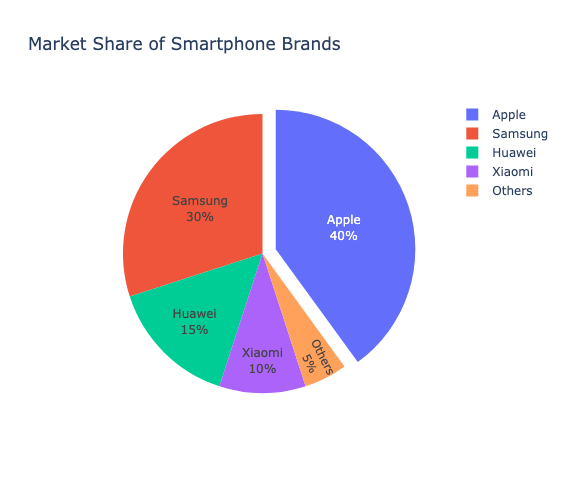 Market Share of Smartphone Brands
Apple
Samsung
Huawei
Xiaomi
Others
Samsung
30%
Apple
40%
Huawei
15%
Xiaomi
10%
Others
5%